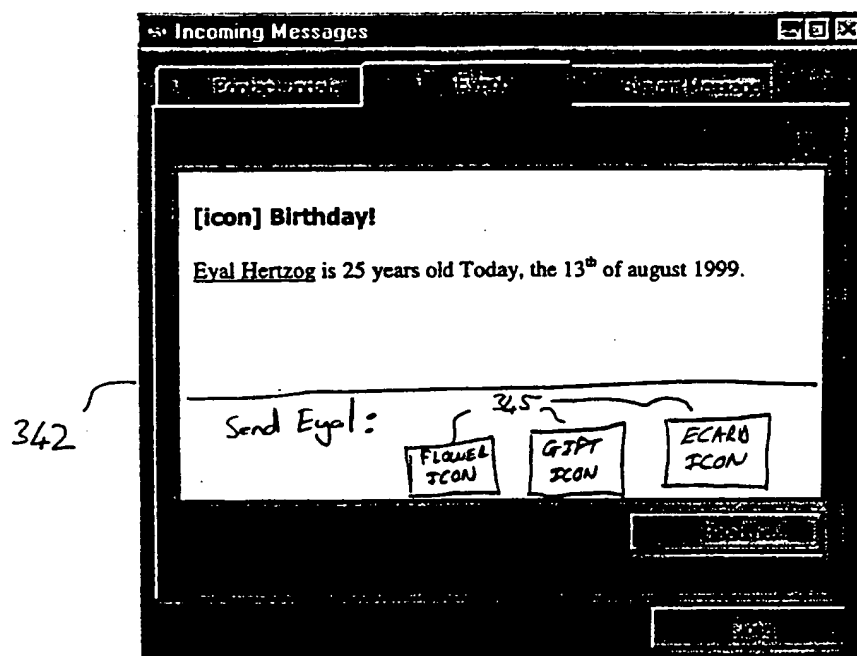 Incoming Messages
[icon] Birthday!
Eyal Hertzog is 25 years old Today, the 13th of august 1999.
342
Send Eyal:
345
FLOWER ICON
GIFT ICON
ECARD ICON